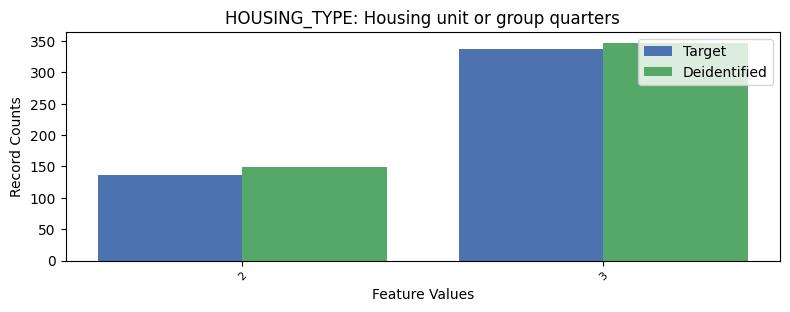 HOUSING_TYPE: Housing unit or group quarters
Record Counts
350
300
250
200
150
100
50
0
Target
Deidentified
2
3
Feature Values